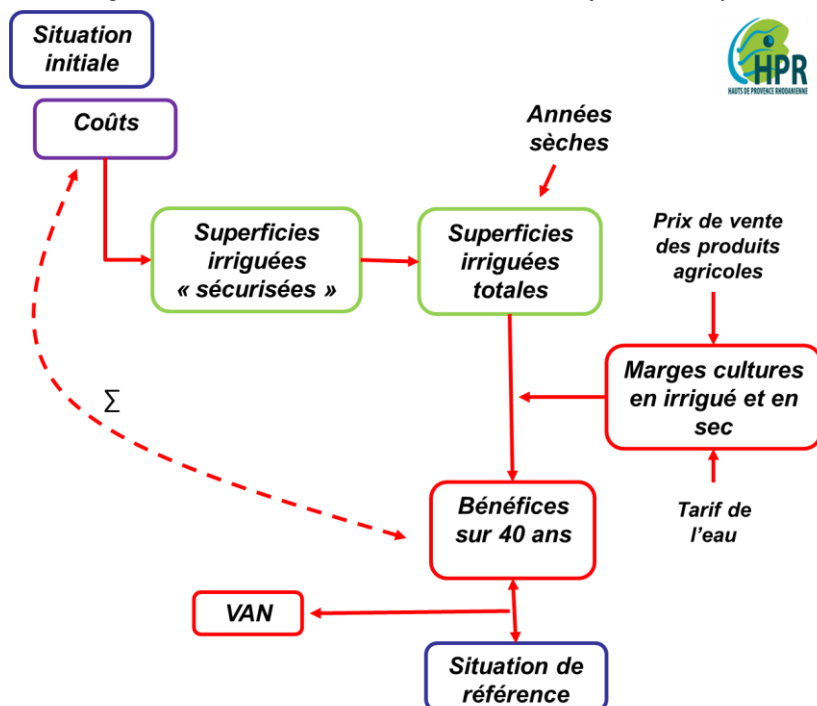 Situation
initiale
HPR
HAUTS DE PROVENCE RHODANIENNE
Coûts
Années
sèches
Superficies
irriguées
« sécurisées »
Superficies
irriguées
totales
Prix de vente
des produits
agricoles
Marges cultures
en irrigué et en
sec
∑
Bénéfices
sur 40 ans
Tarif de
l’eau
VAN
Situation de
référence